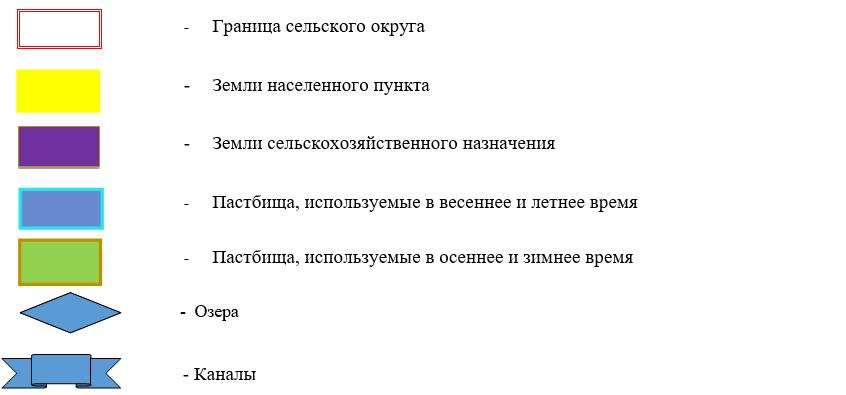 - Граница сельского округа
- Земли населенного пункта
- Земли сельскохозяйственного назначения
- Пастбища, используемые в весеннее и летнее время
- Пастбища, используемые в осеннее и зимнее время
- Озера
- Каналы